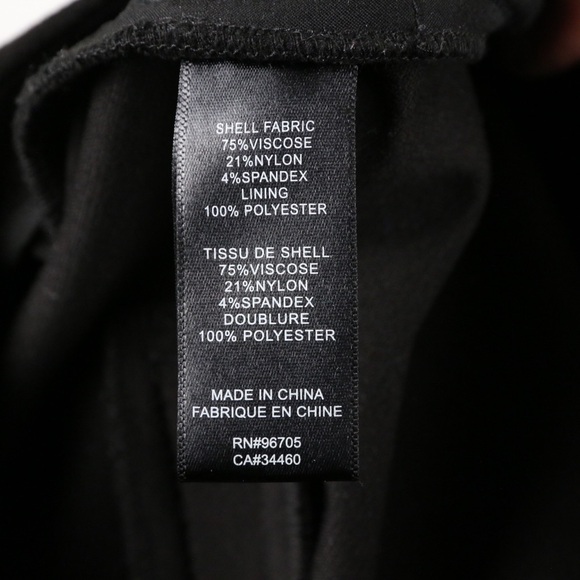 SHELL FABRIC
75%VISCOSE
21%NYLON
4%SPANDEX
LINING
100% POLYESTER
TISSU DE SHELL
75%VISCOSE
21%NYLON
4%SPANDEX
DOUBLURE
100% POLYESTER
MADE IN CHINA
FABRIQUE EN CHINE
RN#96705
CA#34460